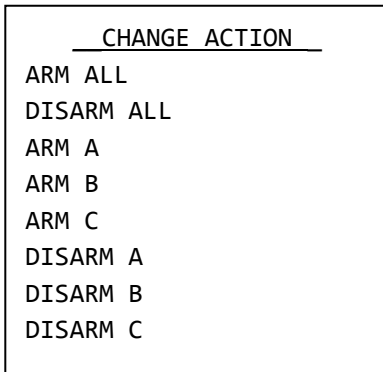 CHANGE ACTION
ARM ALL
DISARM ALL
ARM A
ARM B
ARM C
DISARM A
DISARM B
DISARM C